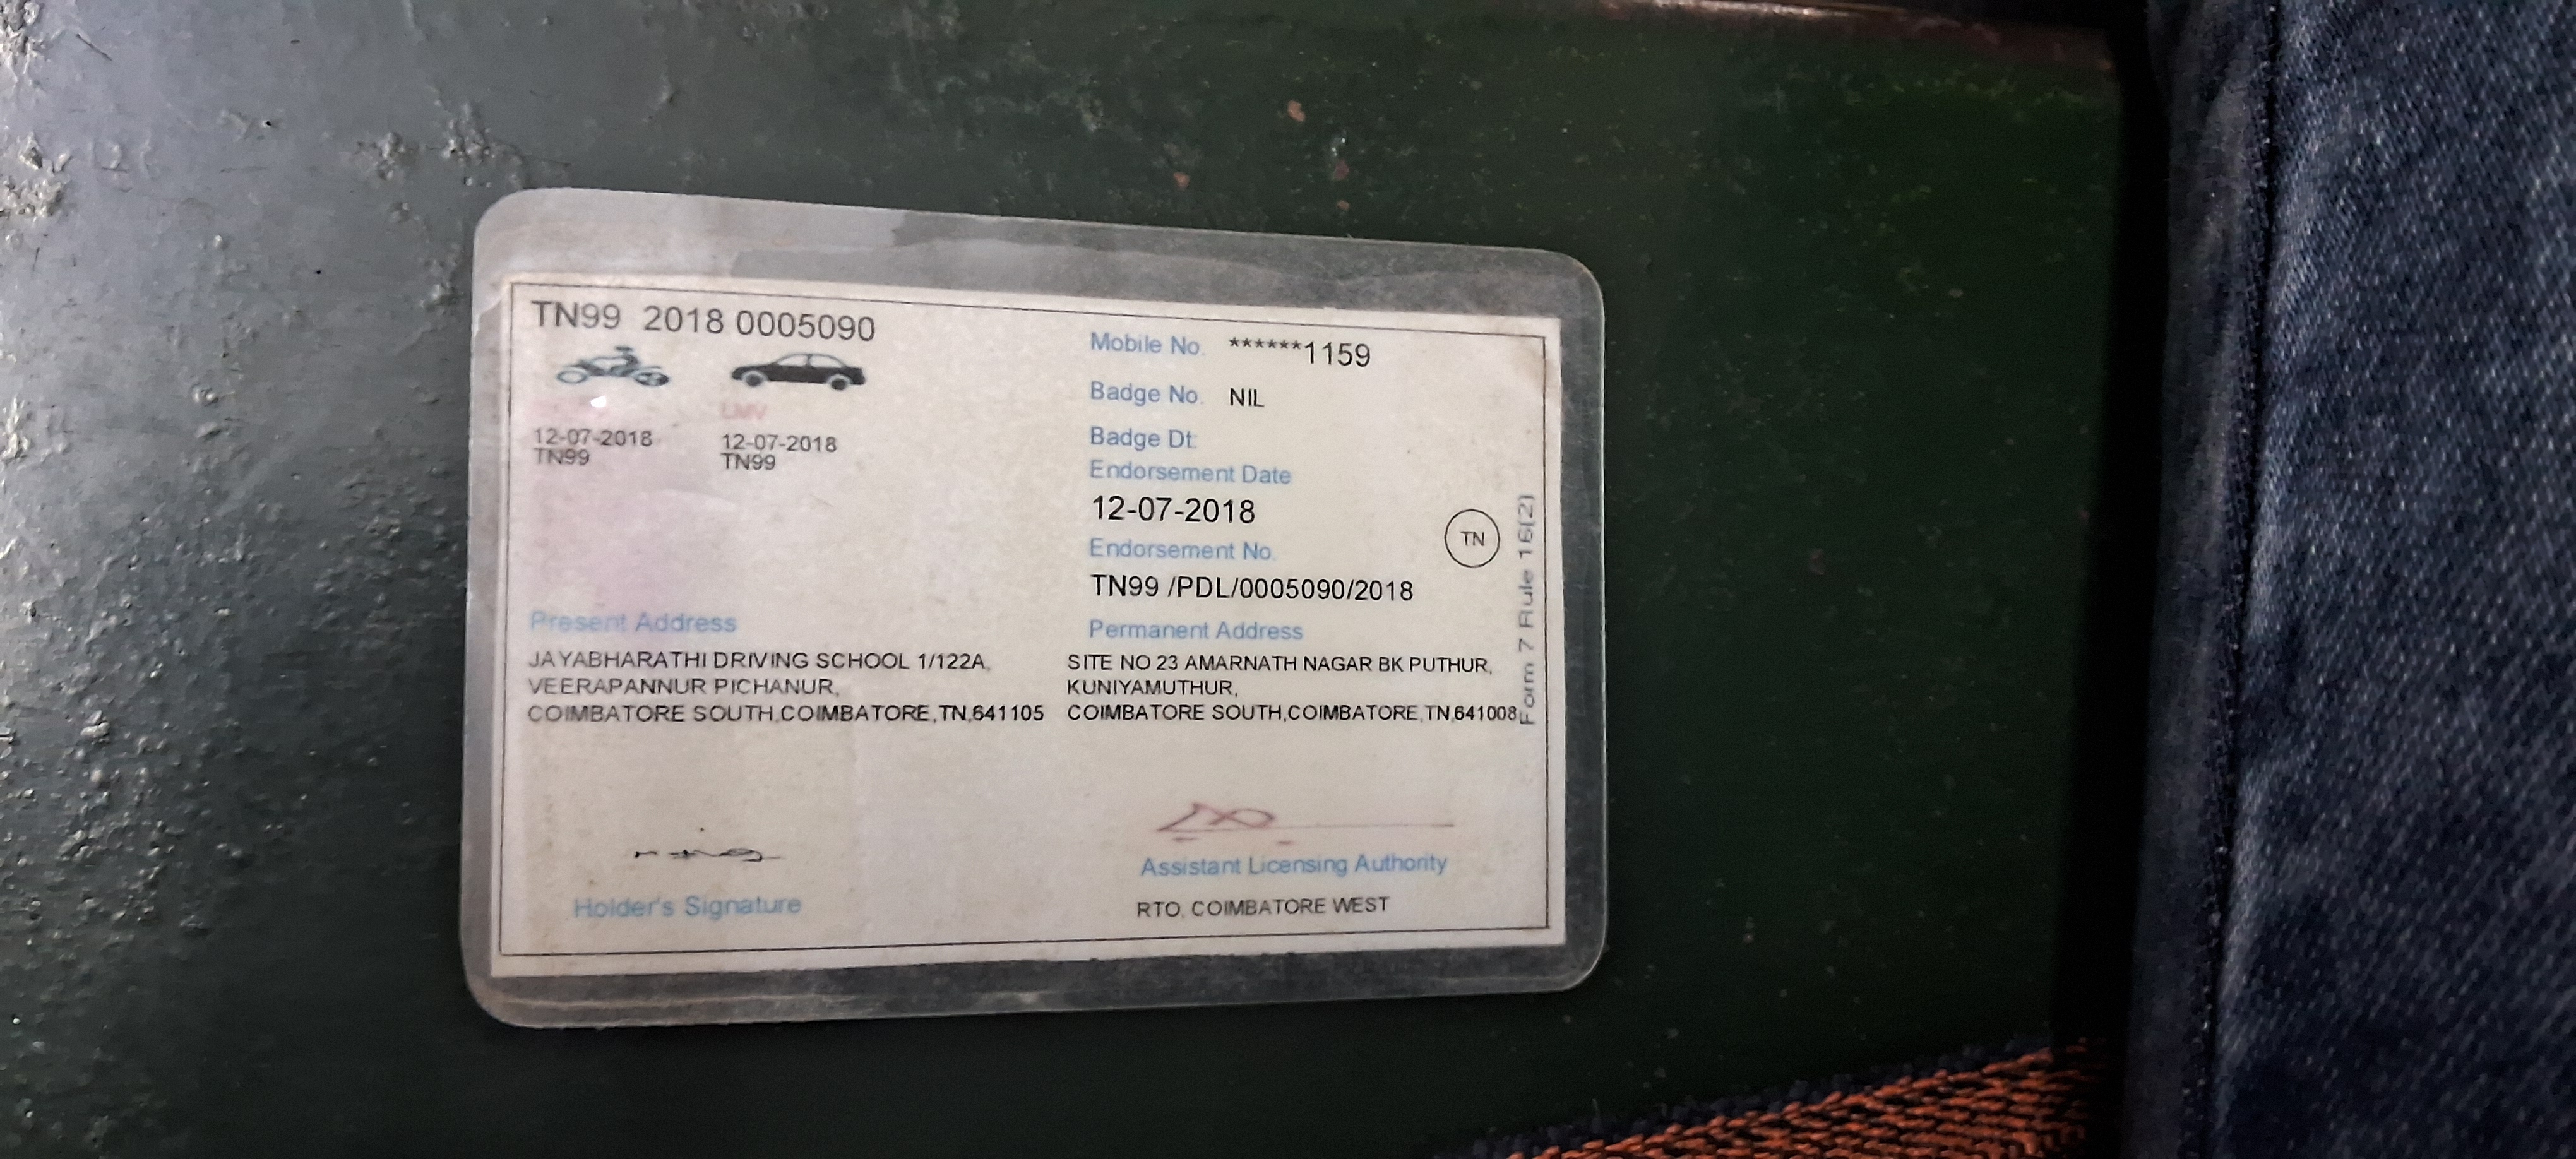 TN99 2018 0005090
LMV
12-07-2018
TN99
12-07-2018
TN99
Mobile No. ******1159
Badge No. NIL
Badge Dt:
Endorsement Date
12-07-2018
Endorsement No.
TN99 /PDL/0005090/2018
TN
Form 7 Rule 16(2)
Present Address
JAYABHARATHI DRIVING SCHOOL 1/122A,
VEERAPANNUR PICHANUR,
COIMBATORE SOUTH,COIMBATORE,TN,641105
Permanent Address
SITE NO 23 AMARNATH NAGAR BK PUTHUR,
KUNIYAMUTHUR,
COIMBATORE SOUTH,COIMBATORE,TN,641008
Holder's Signature
Assistant Licensing Authority
RTO, COIMBATORE WEST